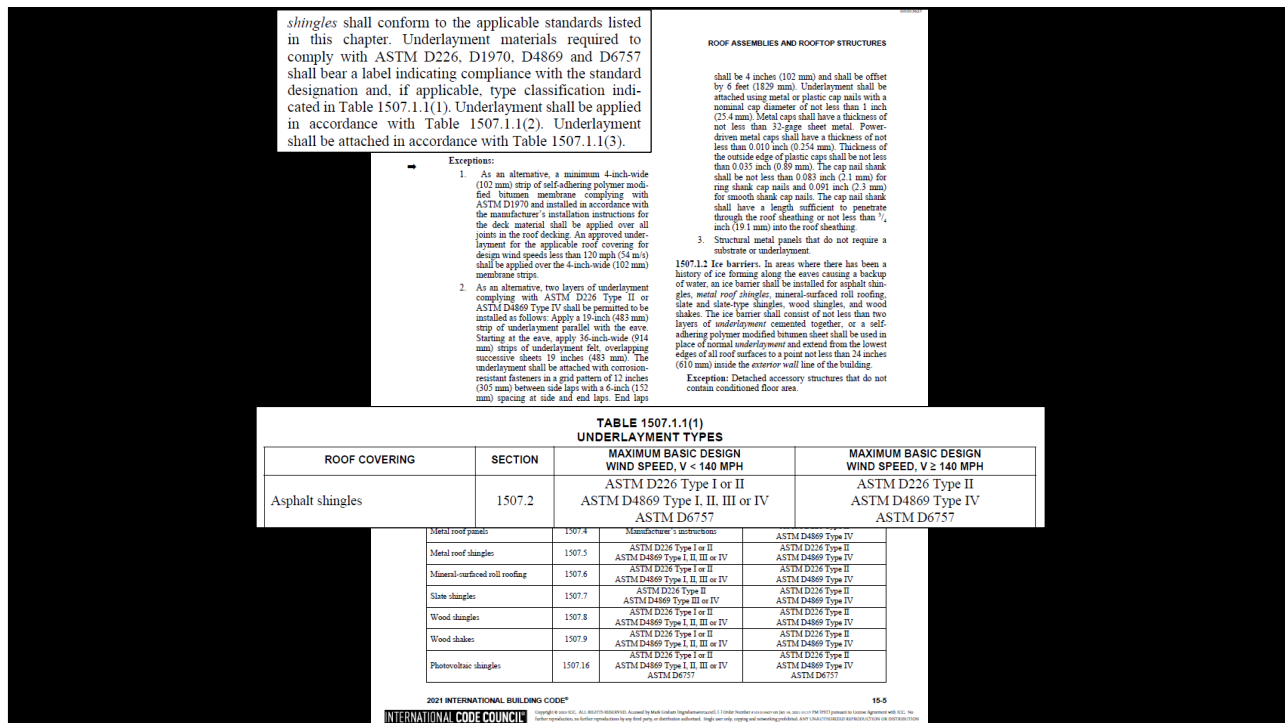 shingles shall conform to the applicable standards listed
in this chapter. Underlayment materials required to
comply with ASTM D226, D1970, D4869 and D6757
shall bear a label indicating compliance with the standard
designation and, if applicable, type classification indi-
cated in Table 1507.1.1(1). Underlayment shall be applied
in accordance with Table 1507.1.1(2). Underlayment
shall be attached in accordance with Table 1507.1.1(3).
Exceptions:
1. As an alternative, a minimum 4-inch-wide
(102 mm) strip of self-adhering polymer modi-
fied bitumen membrane complying with
ASTM D1970 and installed in accordance with
the manufacturer's installation instructions for
the deck material shall be applied over all
joints in the roof decking. An approved under-
layment for the applicable roof covering for
design wind speeds less than 120 mph (54 m/s)
shall be applied over the 4-inch-wide (102 mm)
membrane strips.
2. As an alternative, two layers of underlayment
complying with ASTM D226 Type II or
ASTM D4869 Type IV shall be permitted to be
installed as follows: Apply a 19-inch (483 mm)
strip of underlayment parallel with the eave.
Starting at the eave, apply 36-inch-wide (914
mm) strips of underlayment felt, overlapping
successive sheets 19 inches (483 mm). The
underlayment shall be attached with corrosion-
resistant fasteners in a grid pattern of 12 inches
(305 mm) between side laps with a 6-inch (152
mm) spacing at side and end laps. End laps
ROOF ASSEMBLIES AND ROOFTOP STRUCTURES
shall be 4 inches (102 mm) and shall be offset
by 6 feet (1829 mm). Underlayment shall be
attached using metal or plastic cap nails with a
nominal cap diameter of not less than 1 inch
(25.4 mm). Metal caps shall have a thickness of
not less than 32-gage sheet metal. Power-
driven metal caps shall have a thickness of not
less than 0.010 inch (0.254 mm). Thickness of
the outside edge of plastic caps shall be not less
than 0.035 inch (0.89 mm). The cap nail shank
shall be not less than 0.083 inch (2.1 mm) for
ring shank cap nails and 0.091 inch (2.3 mm)
for smooth shank cap nails. The cap nail shank
shall have a length sufficient to penetrate
through the roof sheathing or not less than 3/4
inch (19.1 mm) into the roof sheathing.
3. Structural metal panels that do not require a
substrate or underlayment.
1507.1.2 Ice barriers. In areas where there has been a
history of ice forming along the eaves causing a backup
of water, an ice barrier shall be installed for asphalt shin-
gles, metal roof shingles, mineral-surfaced roll roofing,
slate and slate-type shingles, wood shingles, and wood
shakes. The ice barrier shall consist of not less than two
layers of underlayment cemented together, or a self-
adhering polymer modified bitumen sheet shall be used in
place of normal underlayment and extend from the lowest
edges of all roof surfaces to a point not less than 24 inches
(610 mm) inside the exterior wall line of the building.
Exception: Detached accessory structures that do not
contain conditioned floor area.
TABLE 1507.1.1(1)
UNDERLAYMENT TYPES
ROOF COVERING SECTION MAXIMUM BASIC DESIGN WIND SPEED, V < 140 MPH MAXIMUM BASIC DESIGN WIND SPEED, V ≥ 140 MPH
Asphalt shingles 1507.2 ASTM D226 Type I or II ASTM D4869 Type I, II, III or IV ASTM D6757 ASTM D226 Type II ASTM D4869 Type IV ASTM D6757
Metal roof panels 1507.4 Manufacturer's instructions ASTM D4869 Type IV
Metal roof shingles 1507.5 ASTM D226 Type I or II ASTM D4869 Type I, II, III or IV ASTM D226 Type II ASTM D4869 Type IV
Mineral-surfaced roll roofing 1507.6 ASTM D226 Type I or II ASTM D4869 Type I, II, III or IV ASTM D226 Type II ASTM D4869 Type IV
Slate shingles 1507.7 ASTM D226 Type II ASTM D4869 Type III or IV ASTM D226 Type II ASTM D4869 Type IV
Wood shingles 1507.8 ASTM D226 Type I or II ASTM D4869 Type I, II, III or IV ASTM D226 Type II ASTM D4869 Type IV
Wood shakes 1507.9 ASTM D226 Type I or II ASTM D4869 Type I, II, III or IV ASTM D226 Type II ASTM D4869 Type IV
Photovoltaic shingles 1507.16 ASTM D226 Type I or II ASTM D4869 Type I, II, III or IV ASTM D6757 ASTM D226 Type II ASTM D4869 Type IV ASTM D6757
2021 INTERNATIONAL BUILDING CODE® 15-5
INTERNATIONAL CODE COUNCIL®